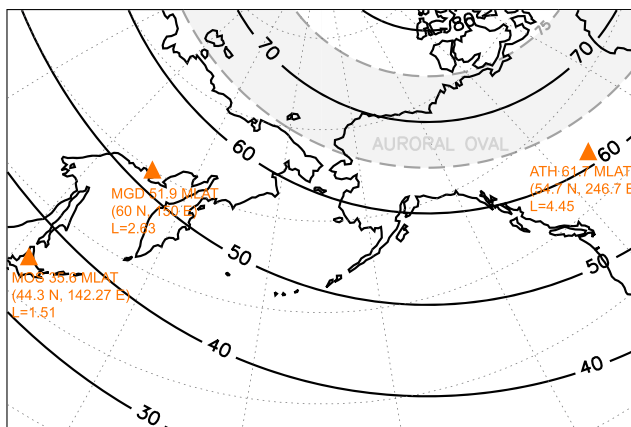 80
75
70
70
AURORAL OVAL
60
60
ATH 61.7 MLAT
(54.7 N, 246.7 E
L=4.45
MGD 51.9 MLAT
(60 N, 150 E)
L=2.63
50
50
MOS 35.6 MLAT
(44.3 N, 142.27 E)
L=1.51
40
40
30